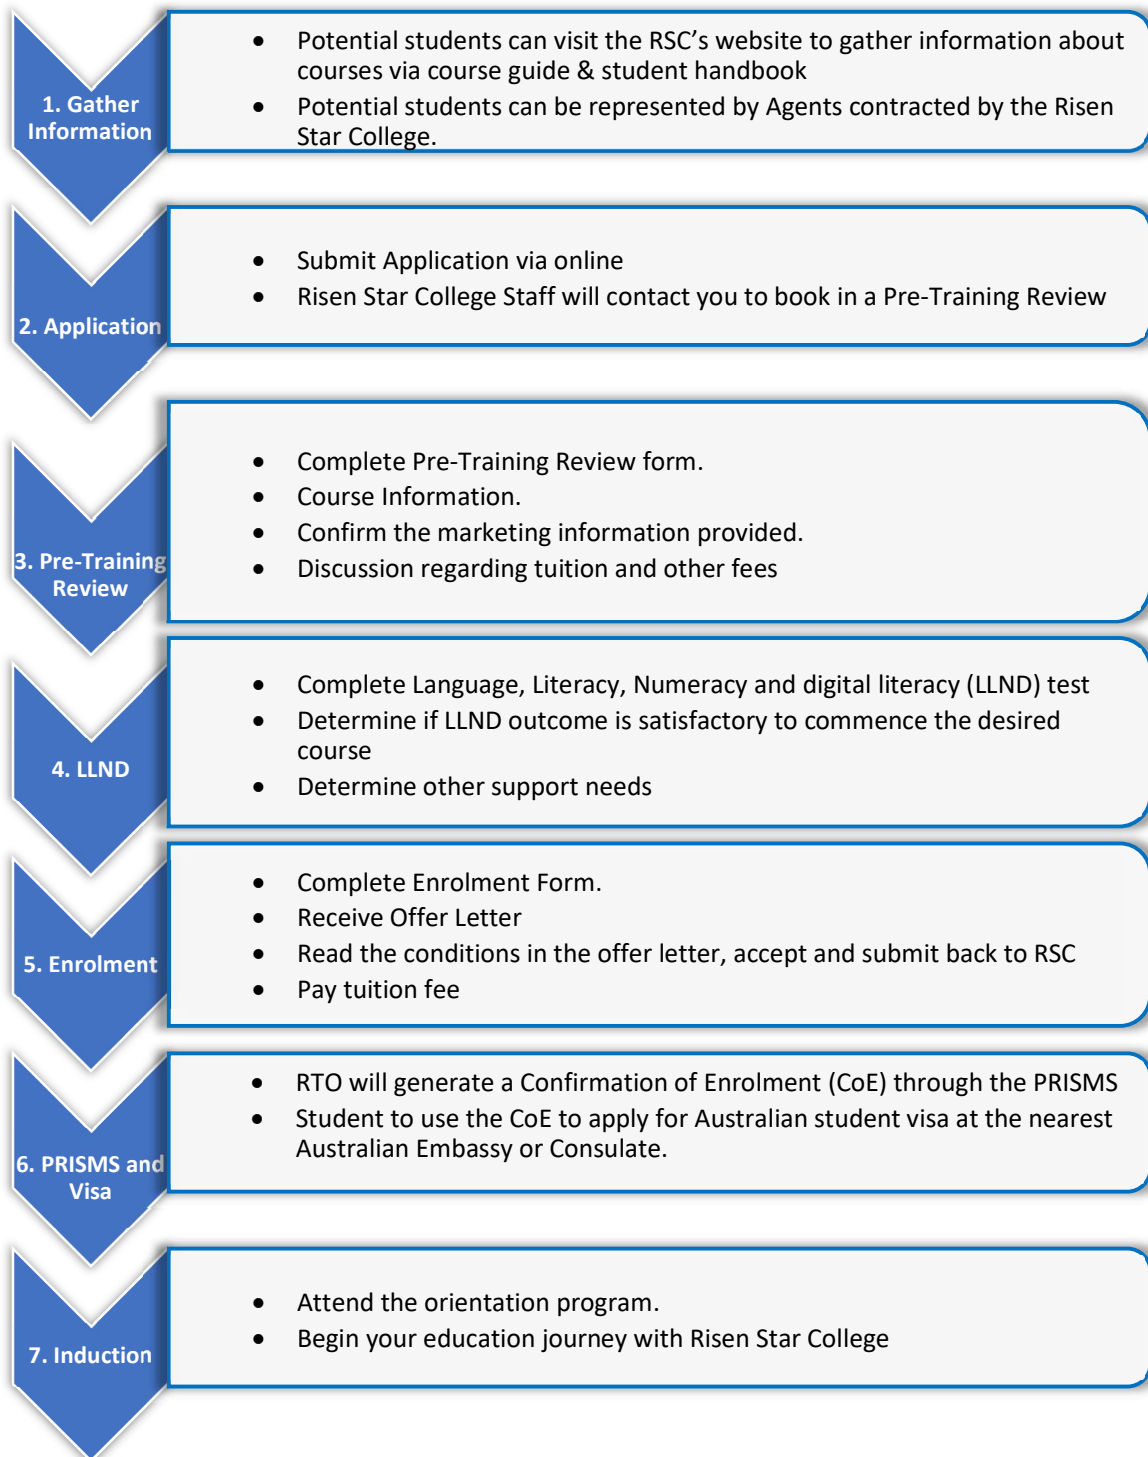 1. Gather
Information
• Potential students can visit the RSC’s website to gather information about
courses via course guide & student handbook
• Potential students can be represented by Agents contracted by the Risen
Star College.
2. Application
• Submit Application via online
• Risen Star College Staff will contact you to book in a Pre-Training Review
3. Pre-Training
Review
• Complete Pre-Training Review form.
• Course Information.
• Confirm the marketing information provided.
• Discussion regarding tuition and other fees
4. LLND
• Complete Language, Literacy, Numeracy and digital literacy (LLND) test
• Determine if LLND outcome is satisfactory to commence the desired
course
• Determine other support needs
5. Enrolment
• Complete Enrolment Form.
• Receive Offer Letter
• Read the conditions in the offer letter, accept and submit back to RSC
• Pay tuition fee
6. PRISMS and
Visa
• RTO will generate a Confirmation of Enrolment (CoE) through the PRISMS
• Student to use the CoE to apply for Australian student visa at the nearest
Australian Embassy or Consulate.
7. Induction
• Attend the orientation program.
• Begin your education journey with Risen Star College